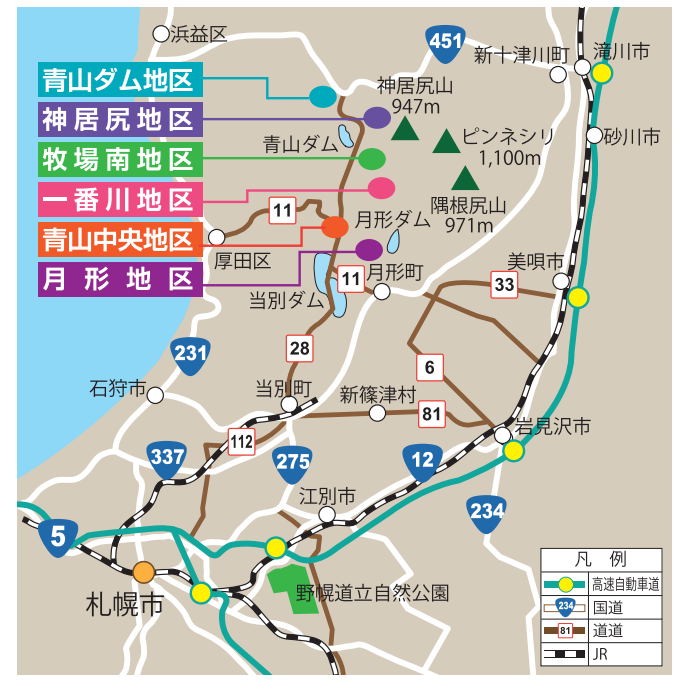 浜益区
451
新十津川町
滝川市
青山ダム地区
神居尻山
947m
神居尻地区
青山ダム
ピンネシリ
1,100m
砂川市
牧場南地区
一番川地区
隅根尻山
971m
11
月形ダム
青山中央地区
厚田区
美唄市
月形地区
11
月形町
33
当別ダム
28
231
6
石狩市
当別町
新篠津村
81
岩見沢市
112
337
275
12
江別市
234
5
札幌市
野幌道立自然公園
凡例
高速自動車道
234
国道
81
道道
JR